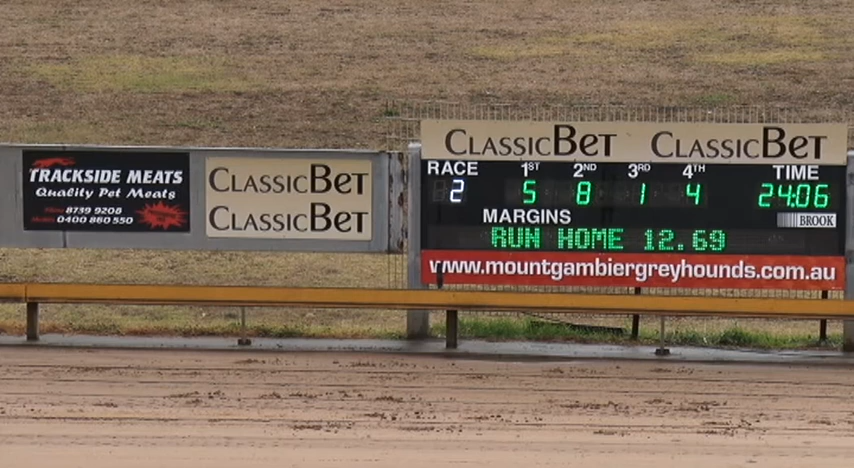 TRACKSIDE MEATS
Quality Pet Meats
8739 9208
0400 860 550
CLASSICBET
CLASSICBET
CLASSICBET CLASSICBET
RACE 1ST 2ND 3RD 4TH TIME
2 5 8 1 4 24:06
MARGINS BROOK
RUN HOME 12.69
www.mountgambiergreyhounds.com.au